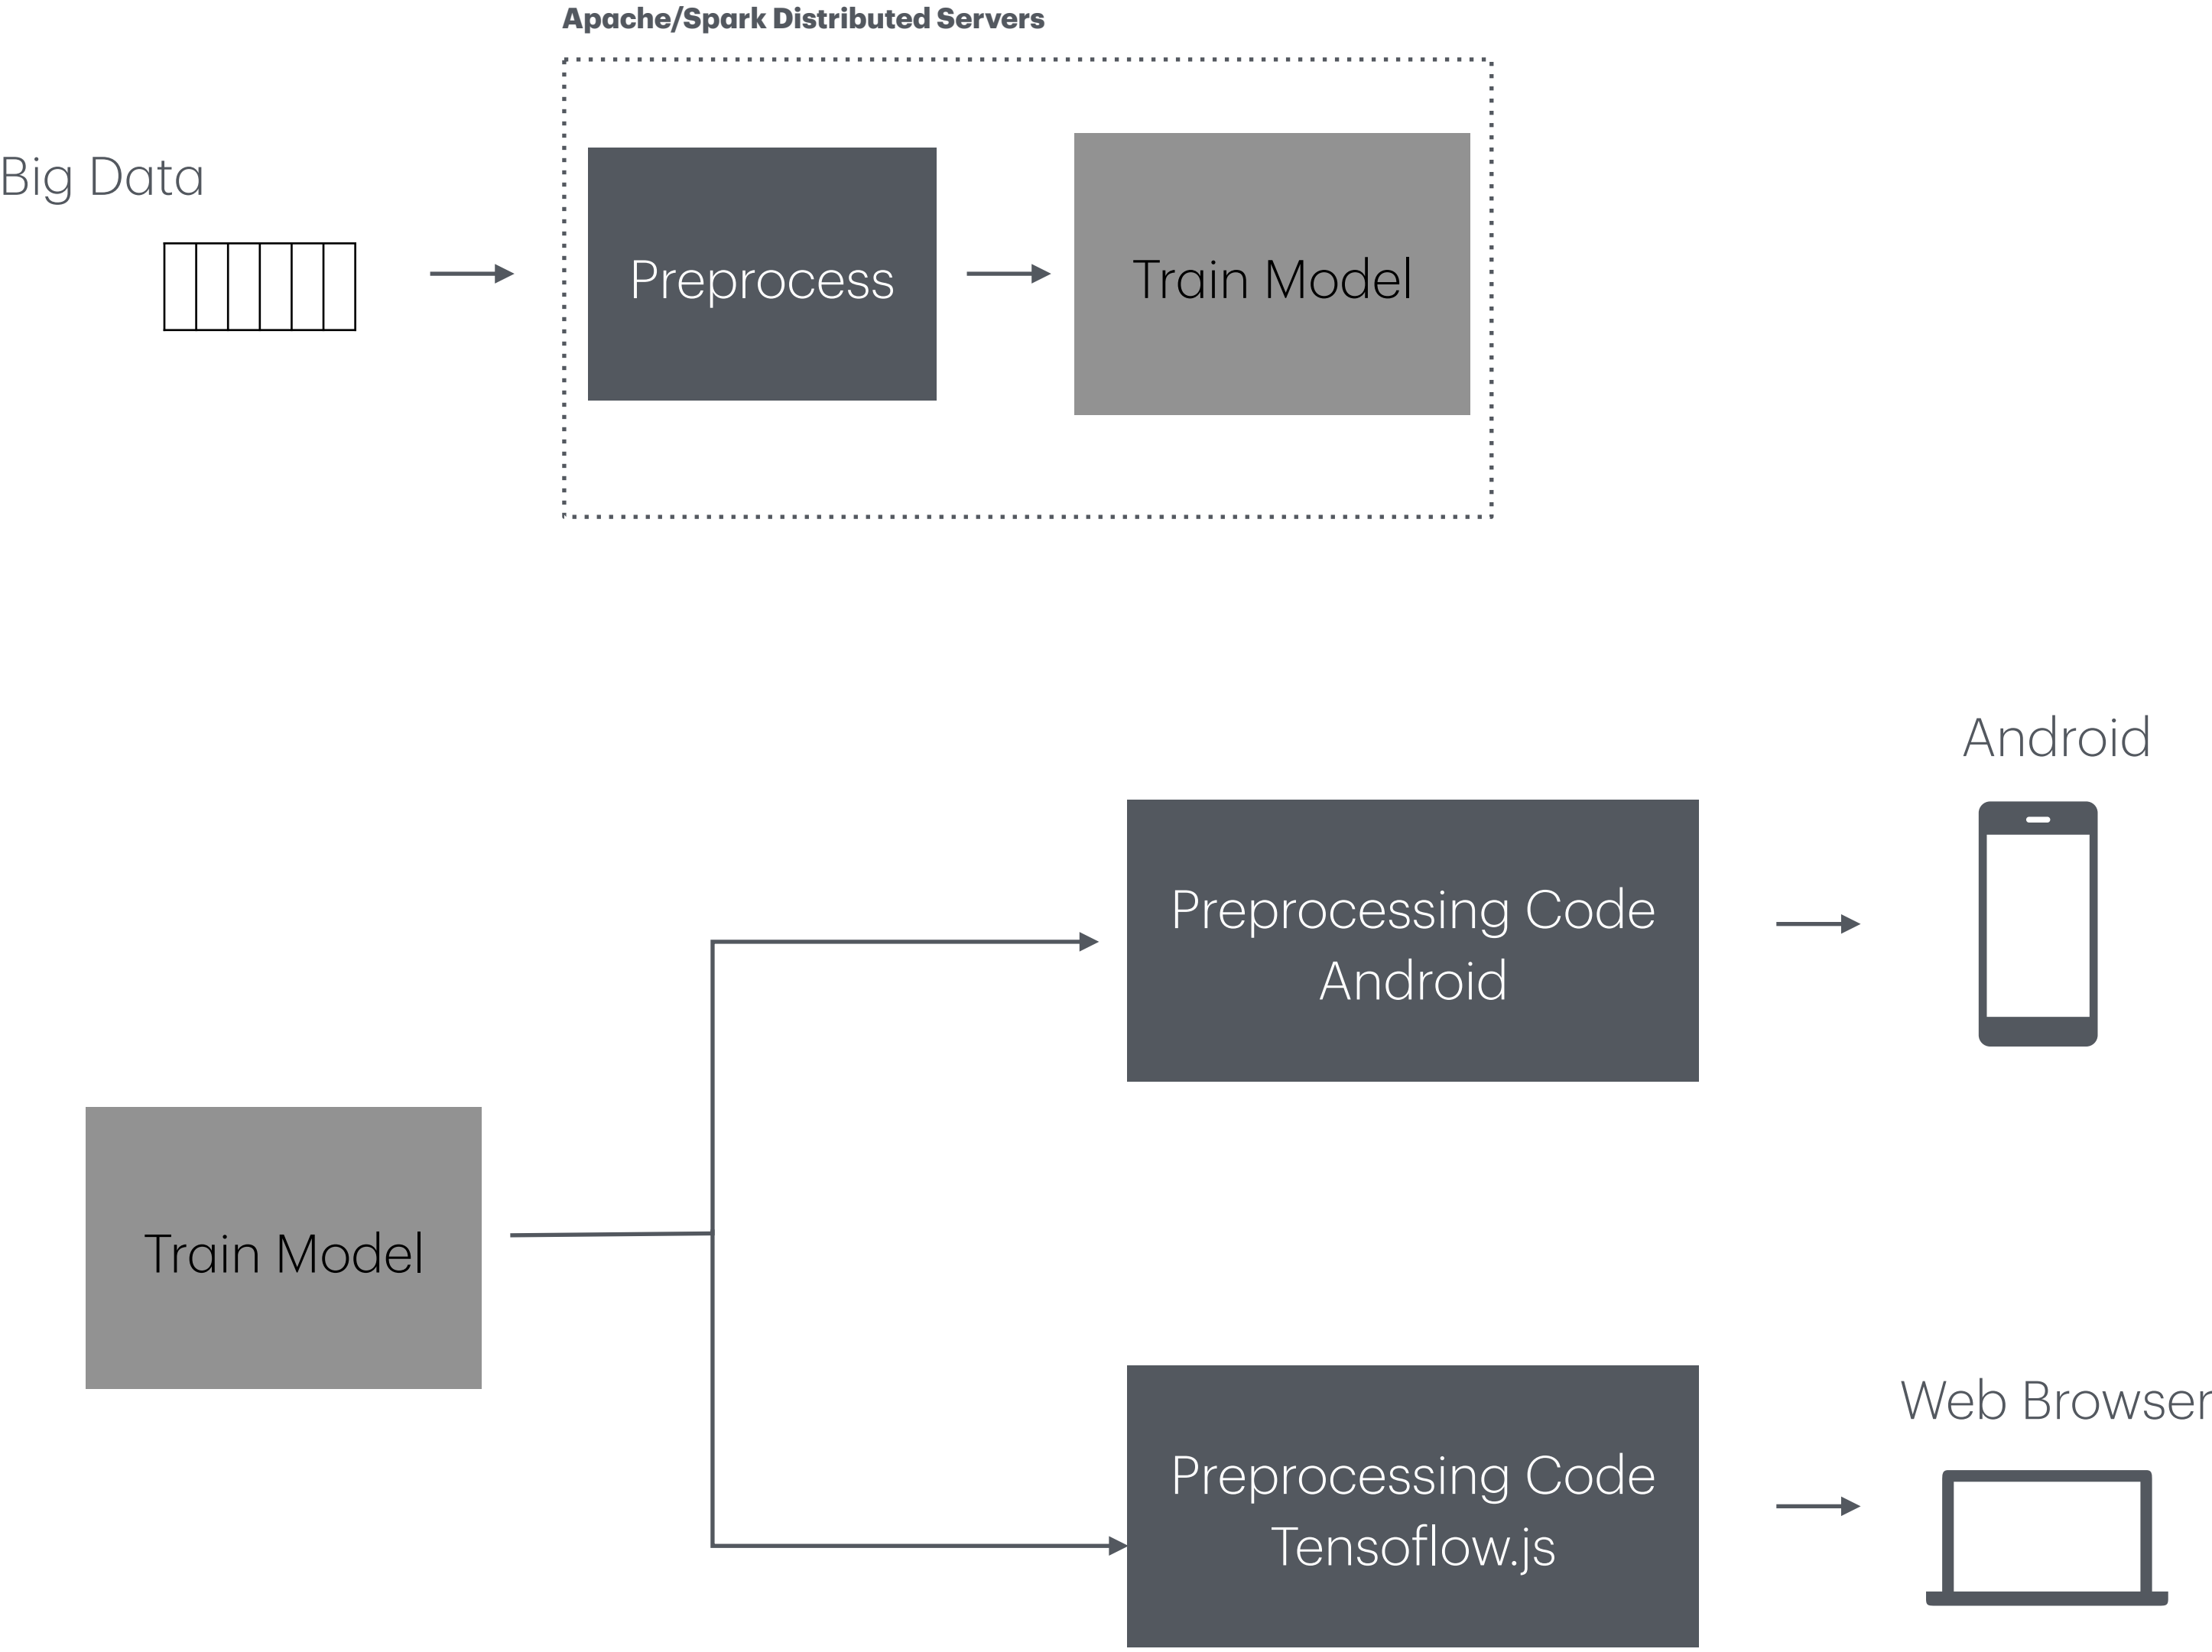 Apache/Spark Distributed Servers
Big Data
Preprocess
Train Model
Android
Preprocessing Code
Android
Train Model
Web Browser
Preprocessing Code
Tensoflow.js